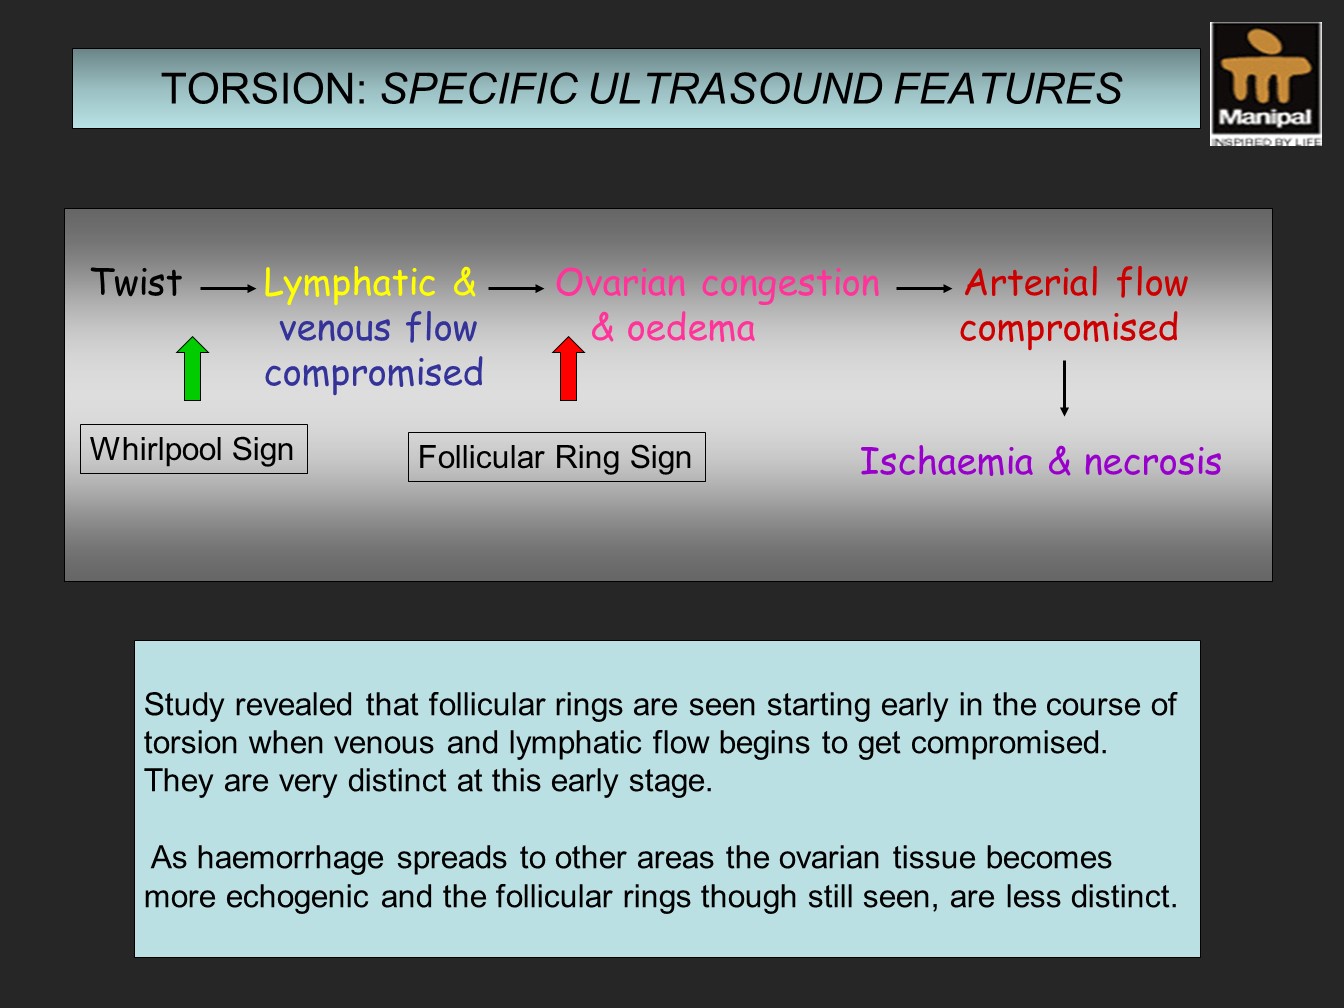 TORSION: SPECIFIC ULTRASOUND FEATURES
Manipal
INSPIRED BY LIFE
Twist
Lymphatic &
venous flow
compromised
Ovarian congestion
& oedema
Arterial flow
compromised
Whirlpool Sign
Follicular Ring Sign
Ischaemia & necrosis
Study revealed that follicular rings are seen starting early in the course of
torsion when venous and lymphatic flow begins to get compromised.
They are very distinct at this early stage.
As haemorrhage spreads to other areas the ovarian tissue becomes
more echogenic and the follicular rings though still seen, are less distinct.